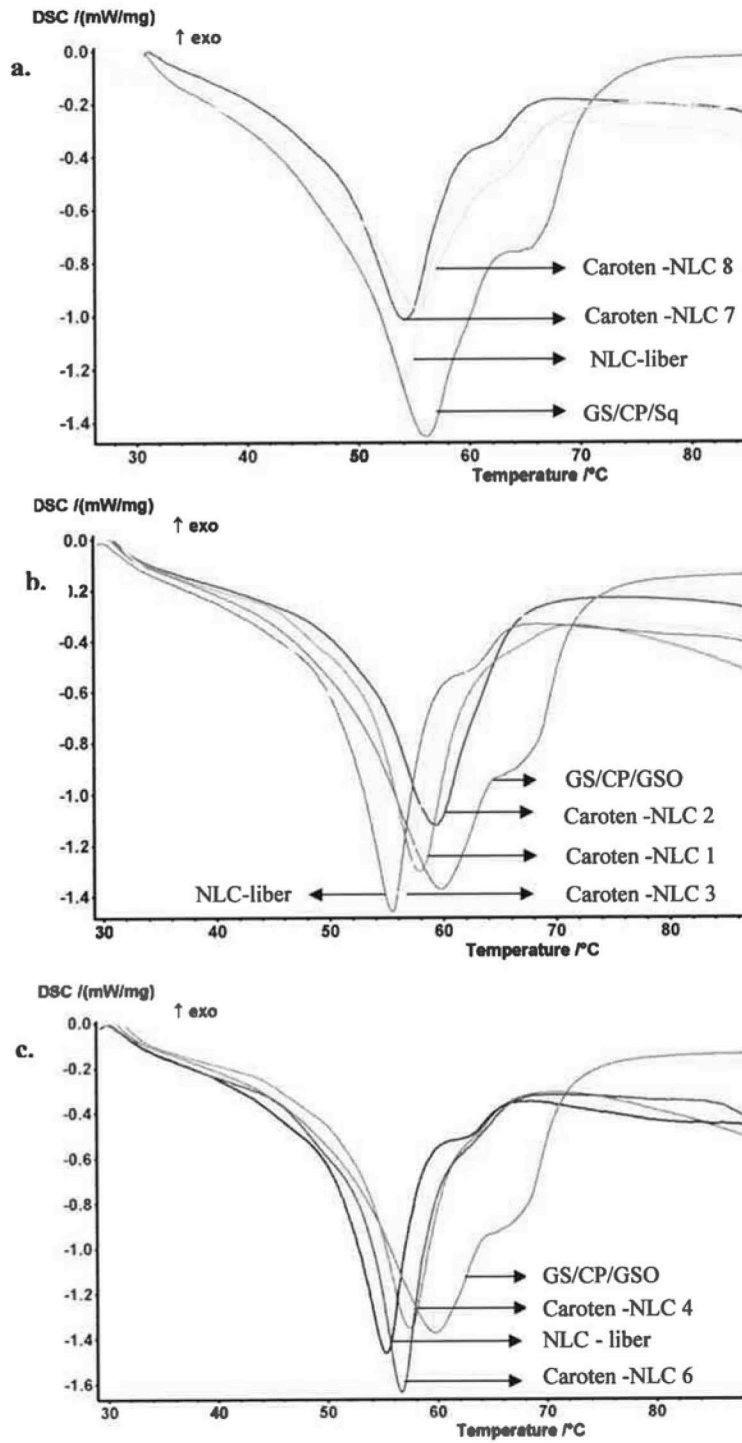 DSC /(mW/mg)
↑ exo
a.
0.0
-0.2
-0.4
-0.6
-0.8
-1.0
-1.2
-1.4
Caroten -NLC 8
Caroten -NLC 7
NLC-liber
GS/CP/Sq
30 40 50 60 70 80
Temperature /°C
DSC /(mW/mg)
↑ exo
b.
0.0
0.2
-0.4
-0.6
-0.8
-1.0
-1.2
-1.4
GS/CP/GSO
Caroten -NLC 2
Caroten -NLC 1
NLC-liber Caroten -NLC 3
30 40 50 60 70 80
Temperature /°C
DSC /(mW/mg)
↑ exo
c.
0.0
-0.2
-0.4
-0.6
-0.8
-1.0
-1.2
-1.4
-1.6
GS/CP/GSO
Caroten -NLC 4
NLC - liber
Caroten -NLC 6
30 40 50 60 70 80
Temperature /°C